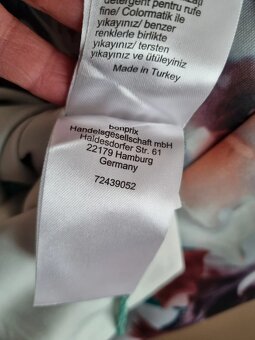 detergent pentru rufe
fine/ Colormatik ile
yıkayınız/ benzer
renklerle birlikte
yıkayınız/ tersten
yıkayınız ve ütüleyiniz
Made in Turkey
bonprix
Handelsgesellschaft mbH
Haldesdorfer Str. 61
22179 Hamburg
Germany
72439052